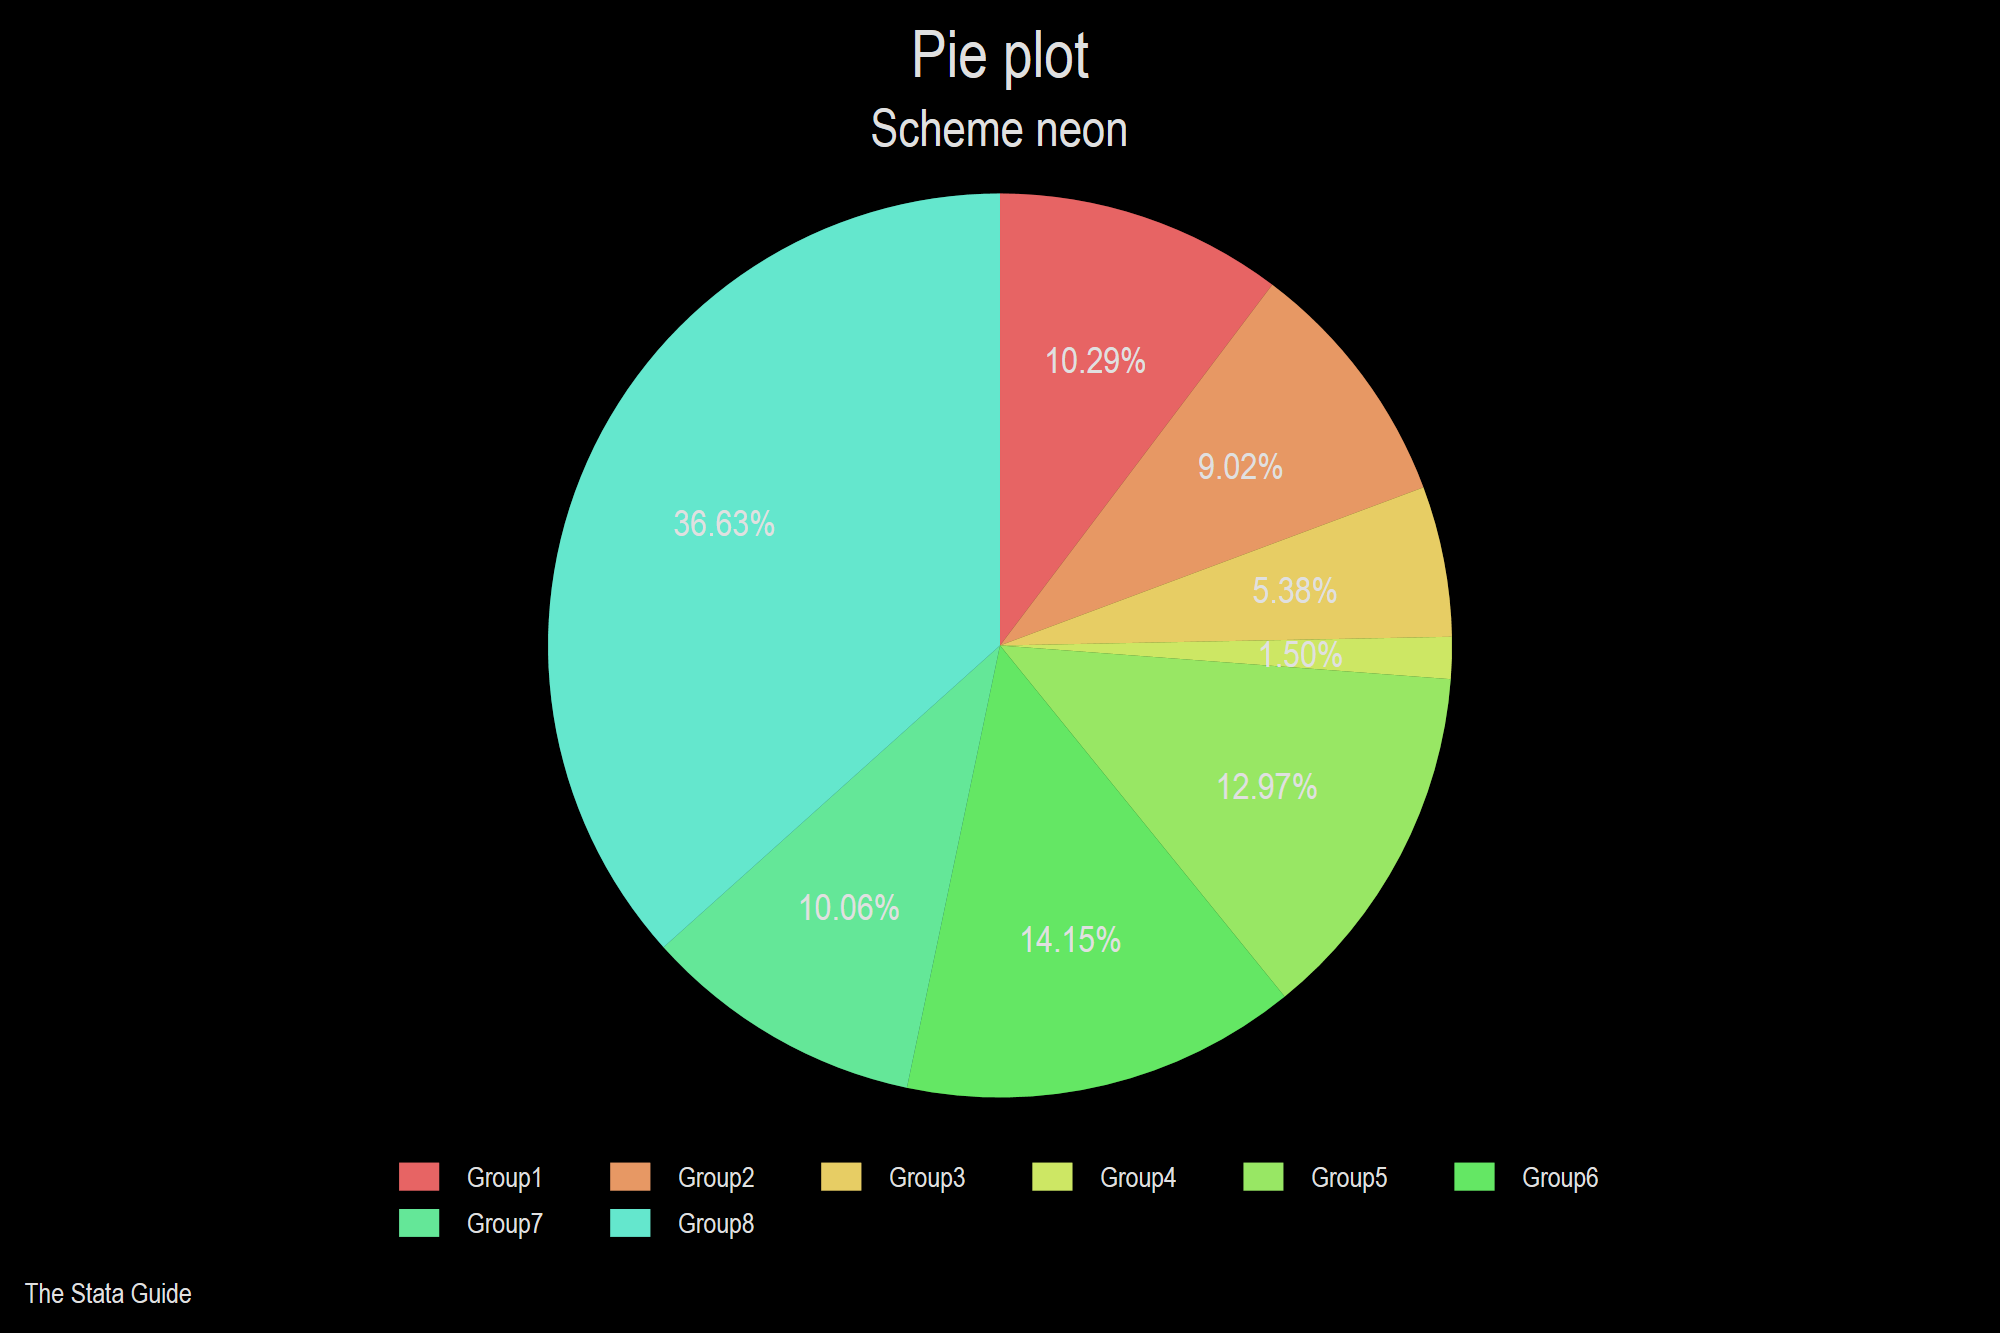 Pie plot
Scheme neon
10.29%
9.02%
36.63%
5.38%
1.50%
12.97%
10.06%
14.15%
Group1 Group2 Group3 Group4 Group5 Group6
Group7 Group8
The Stata Guide